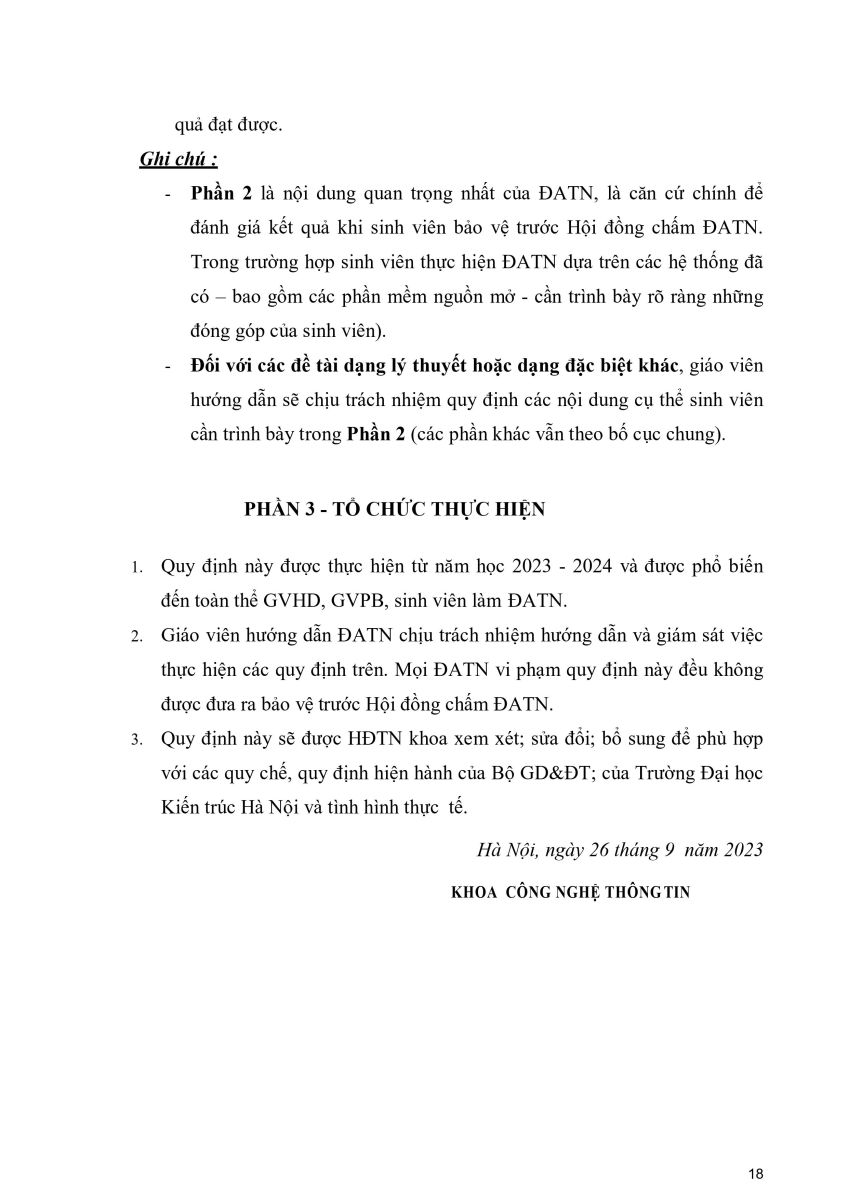 quả đạt được.
Ghi chú :
- Phần 2 là nội dung quan trọng nhất của ĐATN, là căn cứ chính để
đánh giá kết quả khi sinh viên bảo vệ trước Hội đồng chấm ĐATN.
Trong trường hợp sinh viên thực hiện ĐATN dựa trên các hệ thống đã
có – bao gồm các phần mềm nguồn mở - cần trình bày rõ ràng những
đóng góp của sinh viên).
- Đối với các đề tài dạng lý thuyết hoặc dạng đặc biệt khác, giáo viên
hướng dẫn sẽ chịu trách nhiệm quy định các nội dung cụ thể sinh viên
cần trình bày trong Phần 2 (các phần khác vẫn theo bố cục chung).
PHẦN 3 - TỔ CHỨC THỰC HIỆN
1. Quy định này được thực hiện từ năm học 2023 - 2024 và được phổ biến
đến toàn thể GVHD, GVPB, sinh viên làm ĐATN.
2. Giáo viên hướng dẫn ĐATN chịu trách nhiệm hướng dẫn và giám sát việc
thực hiện các quy định trên. Mọi ĐATN vi phạm quy định này đều không
được đưa ra bảo vệ trước Hội đồng chấm ĐATN.
3. Quy định này sẽ được HĐTN khoa xem xét; sửa đổi; bổ sung để phù hợp
với các quy chế, quy định hiện hành của Bộ GD&ĐT; của Trường Đại học
Kiến trúc Hà Nội và tình hình thực tế.
Hà Nội, ngày 26 tháng 9 năm 2023
KHOA CÔNG NGHỆ THÔNG TIN
18